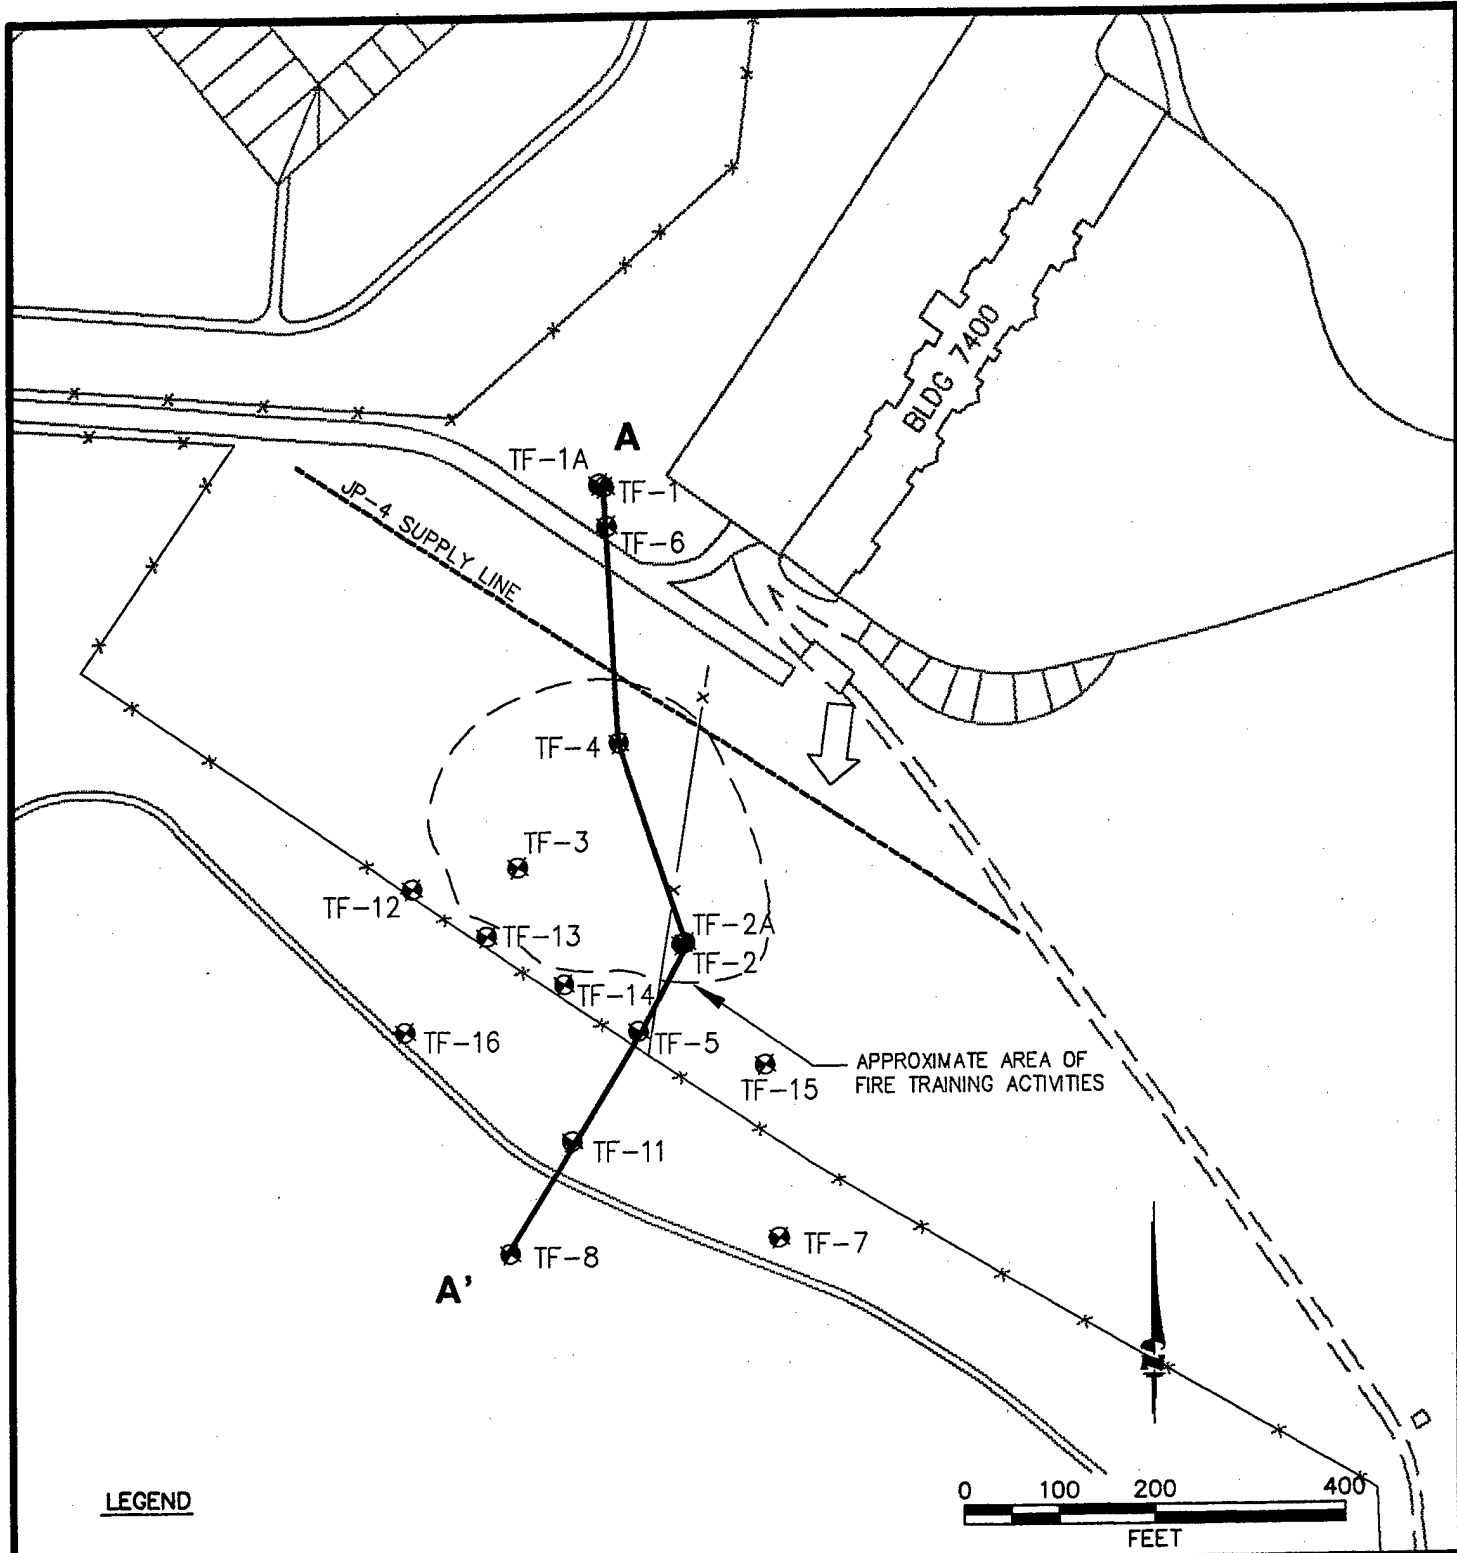 BLDG 7400
A
TF-1A
TF-1
TF-6
JP-4 SUPPLY LINE
TF-4
TF-3
TF-12
TF-2A
TF-13
TF-2
TF-14
TF-16
TF-5
APPROXIMATE AREA OF
FIRE TRAINING ACTIVITIES
TF-15
TF-11
TF-7
TF-8
A'
N
LEGEND
0 100 200 400
FEET